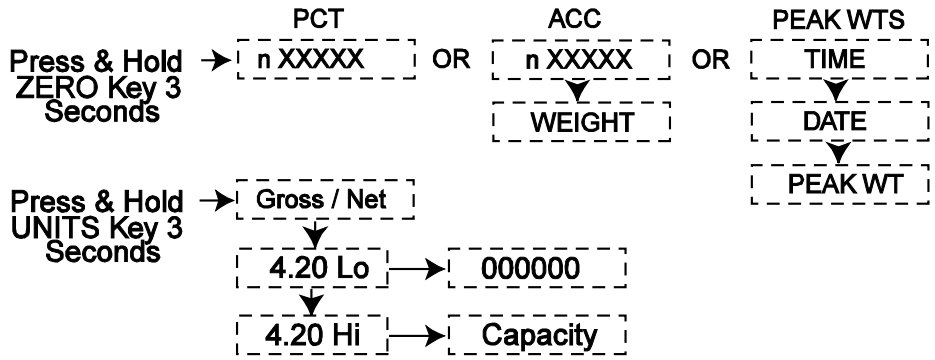 PCT ACC PEAK WTS
Press & Hold
ZERO Key 3
Seconds
n XXXXX OR n XXXXX OR TIME
WEIGHT DATE
PEAK WT
Press & Hold
UNITS Key 3
Seconds
Gross / Net
4.20 Lo 000000
4.20 Hi Capacity